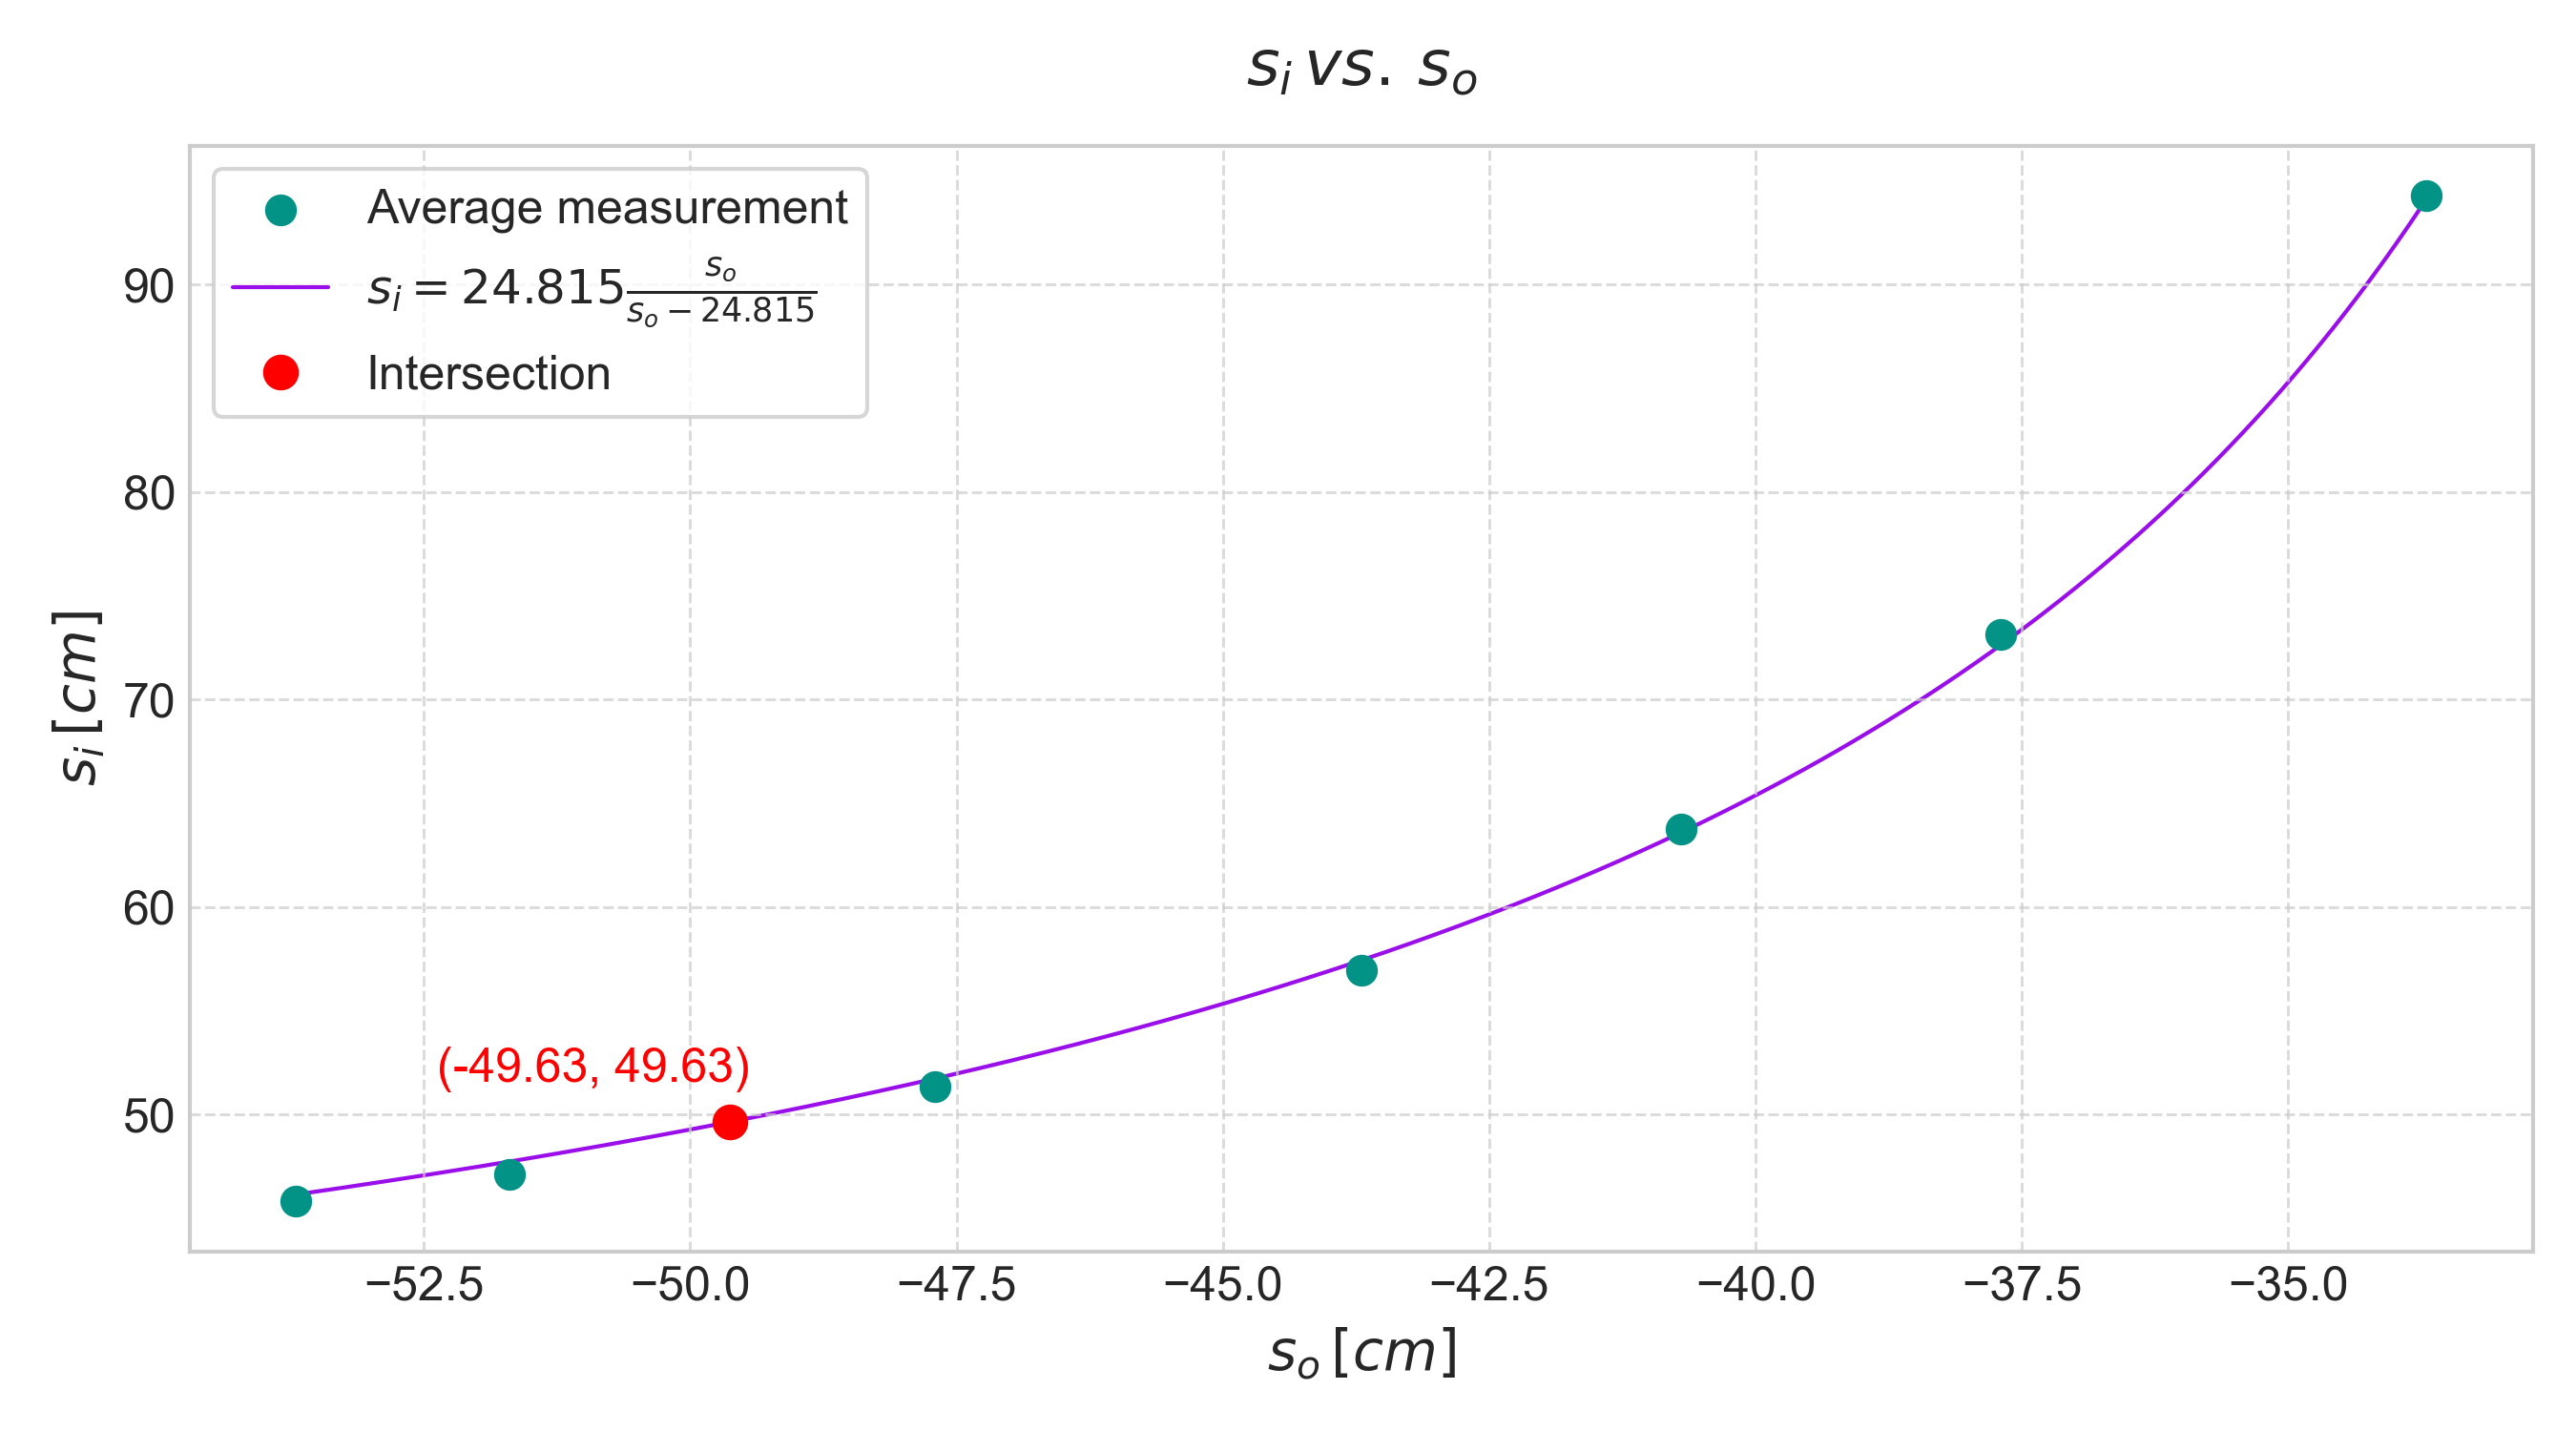 s_i vs. s_o
Average measurement
s_i = 24.815 \frac{s_o}{s_o − 24.815}
Intersection
90
80
70
60
50
s_i [cm]
(-49.63, 49.63)
−52.5 −50.0 −47.5 −45.0 −42.5 −40.0 −37.5 −35.0
s_o [cm]